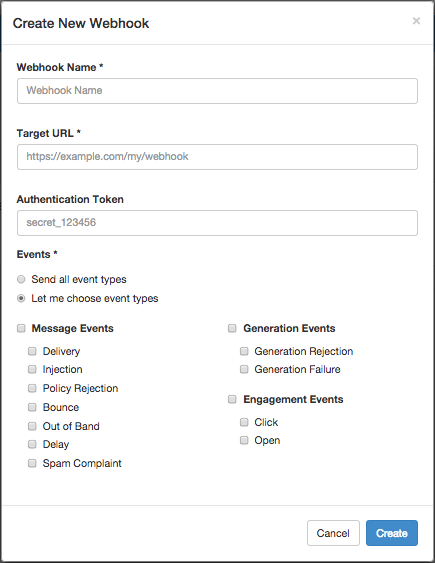 Create New Webhook ×
Webhook Name *
Webhook Name
Target URL *
https://example.com/my/webhook
Authentication Token
secret_123456
Events *
Send all event types
Let me choose event types
Message Events
Delivery
Injection
Policy Rejection
Bounce
Out of Band
Delay
Spam Complaint
Generation Events
Generation Rejection
Generation Failure
Engagement Events
Click
Open
Cancel Create